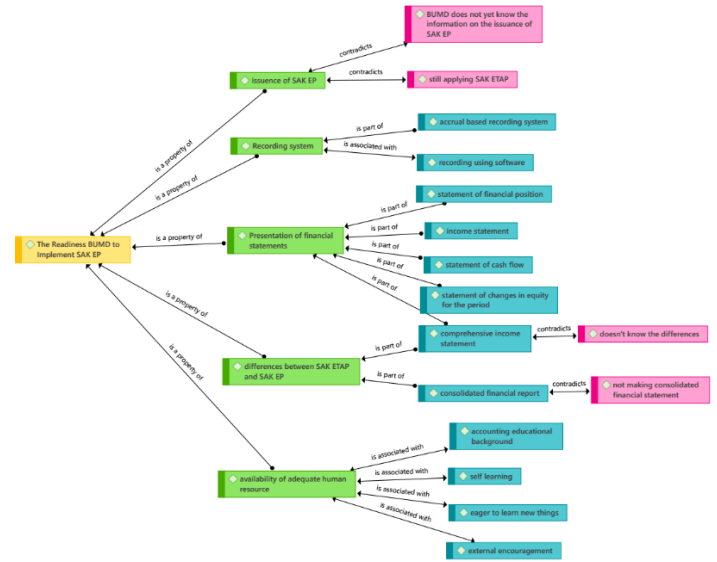 BUMD does not yet know the
information on the issuance of
SAK EP
contradicts
issuence of SAK EP
contradicts
still applying SAK ETAP
is a property of
accrual based recording system
is part of
Recording system
is associated with
recording using software
is a property of
statement of financial position
is part of
Presentation of financial
statements
is part of
income statement
is a property of
The Readiness BUMD to
Implement SAK EP
is part of
statement of cash flow
is part of
statement of changes in equity
for the period
is part of
comprehensive income
statement
contradicts
doesn't know the differences
is a property of
is part of
differences between SAK ETAP
and SAK EP
is part of
consolidated financial report
contradicts
not making consolidated
financial statement
is a property of
accounting educational
background
is associated with
availability of adequate human
resource
is associated with
self learning
is associated with
eager to learn new things
is associated with
external encouragement